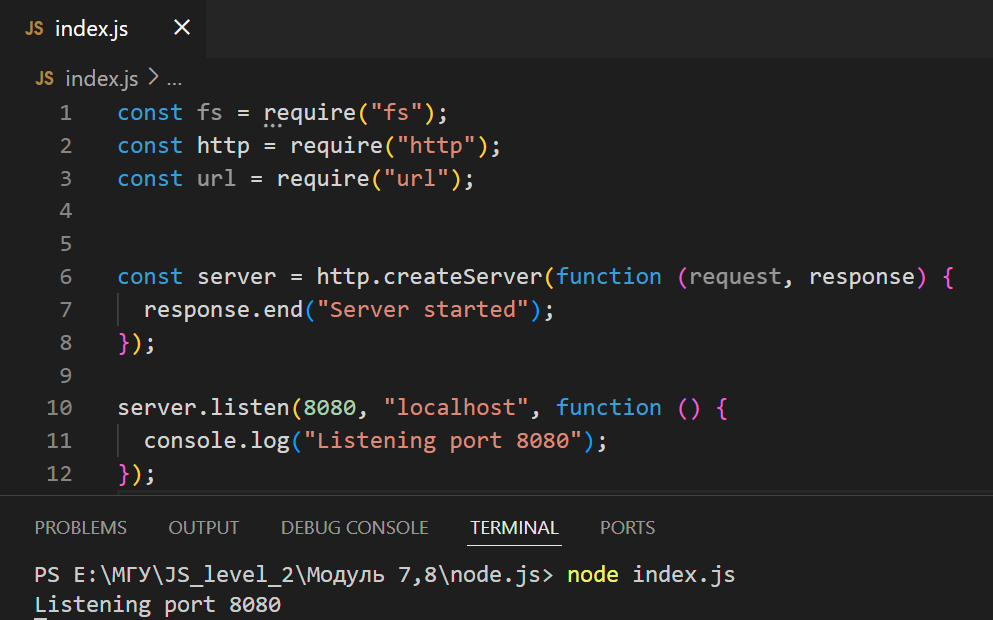 JS index.js ×
JS index.js > ...
1 const fs = require("fs");
2 const http = require("http");
3 const url = require("url");
4
5
6 const server = http.createServer(function (request, response) {
7 response.end("Server started");
8 });
9
10 server.listen(8080, "localhost", function () {
11 console.log("Listening port 8080");
12 });
PROBLEMS OUTPUT DEBUG CONSOLE TERMINAL PORTS
PS E:\МГУ\JS_level_2\Модуль 7,8\node.js> node index.js
Listening port 8080